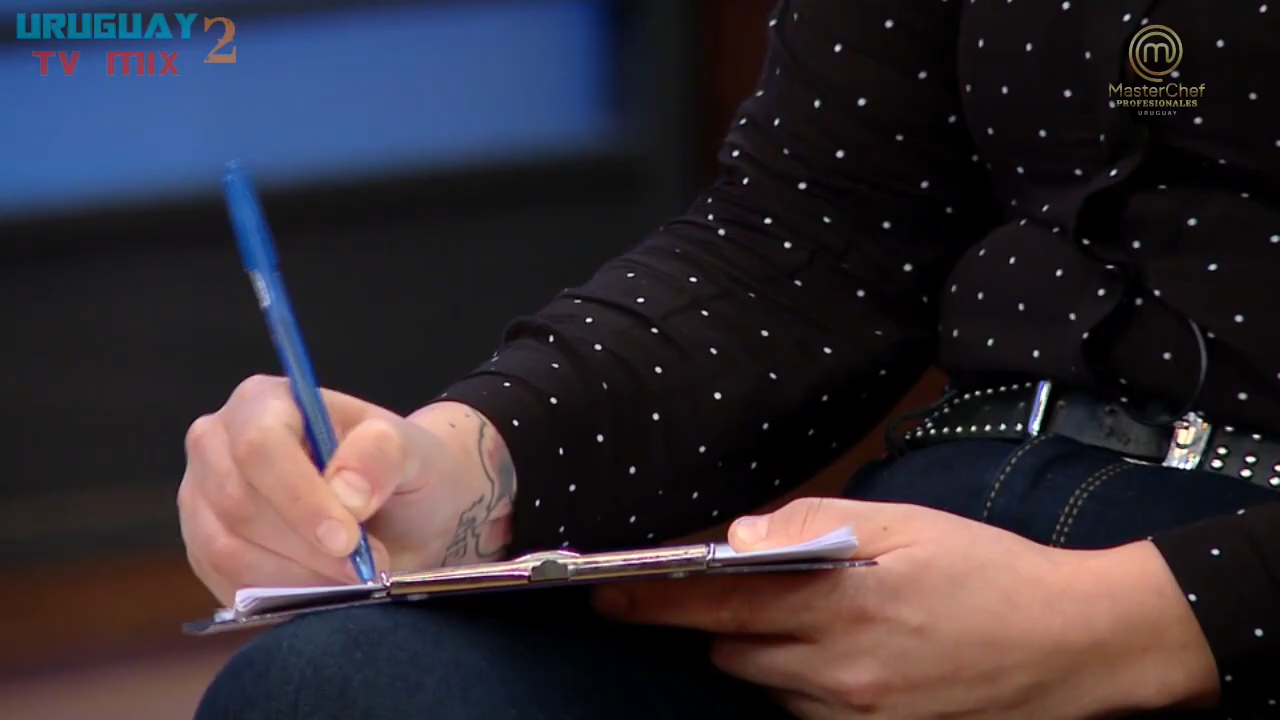 URUGUAY 2
TV MIX
MasterChef
PROFESIONALES
URUGUAY